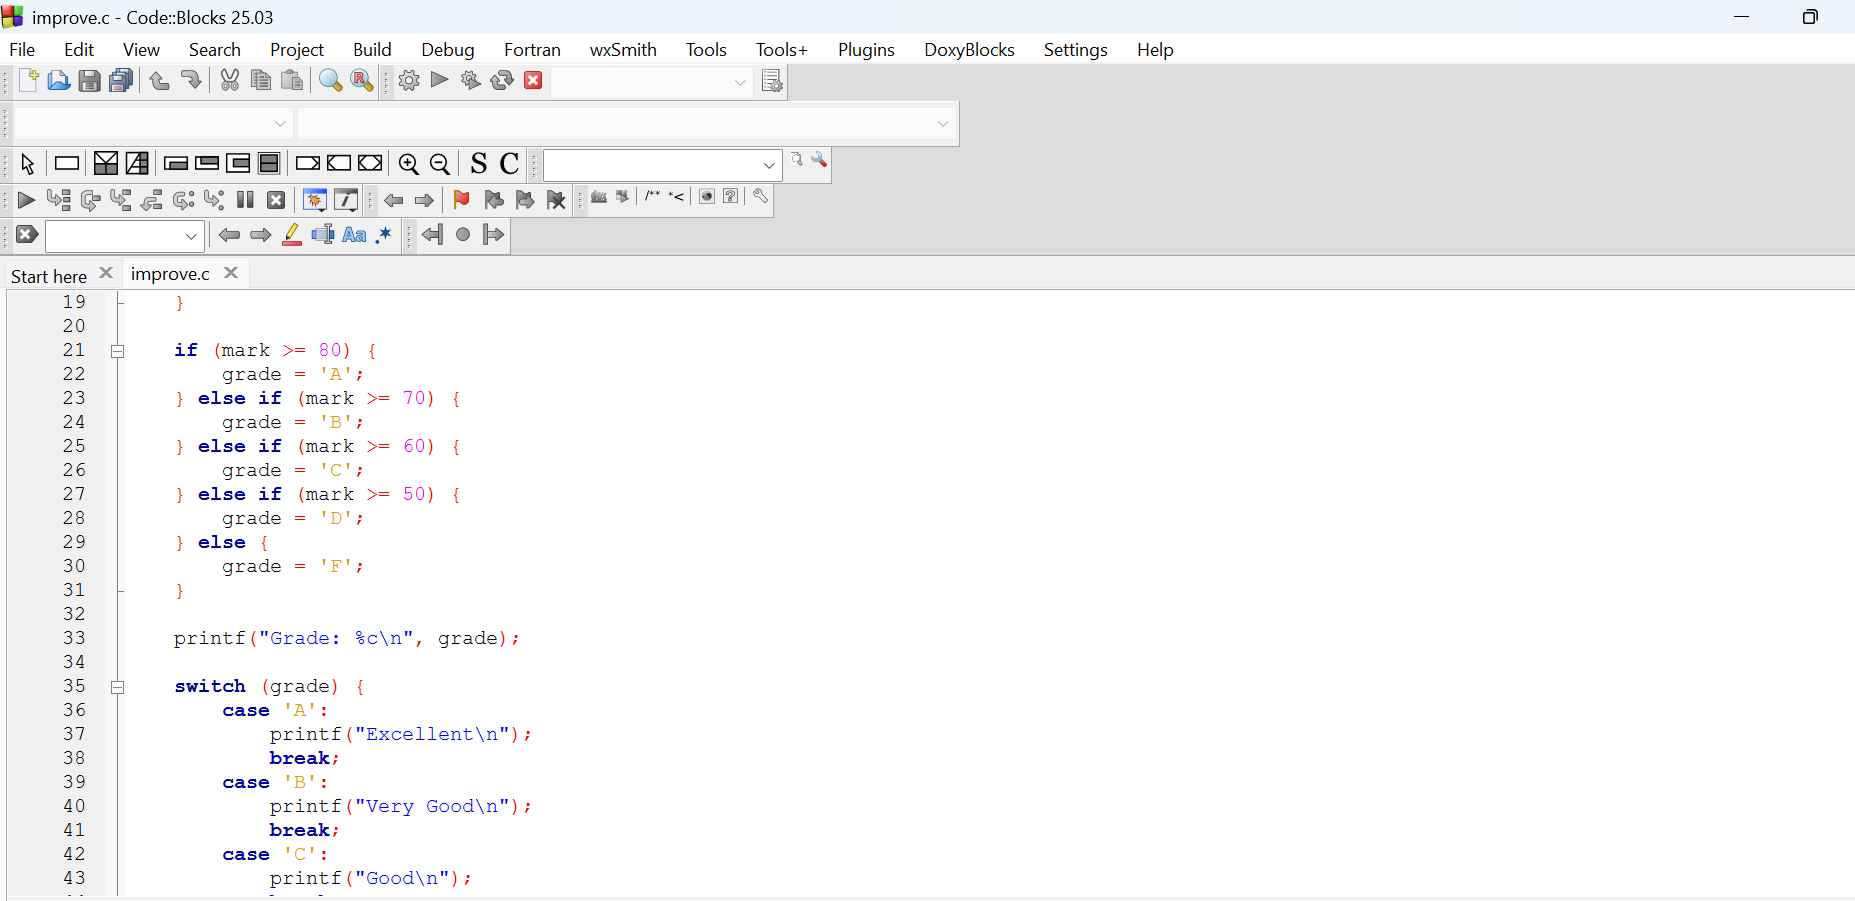 improve.c - Code::Blocks 25.03
File Edit View Search Project Build Debug Fortran wxSmith Tools Tools+ Plugins DoxyBlocks Settings Help
S C
/** *<
Aa .*
Start here improve.c
19 }
20
21 if (mark >= 80) {
22 grade = 'A';
23 } else if (mark >= 70) {
24 grade = 'B';
25 } else if (mark >= 60) {
26 grade = 'C';
27 } else if (mark >= 50) {
28 grade = 'D';
29 } else {
30 grade = 'F';
31 }
32
33 printf("Grade: %c\n", grade);
34
35 switch (grade) {
36 case 'A':
37 printf("Excellent\n");
38 break;
39 case 'B':
40 printf("Very Good\n");
41 break;
42 case 'C':
43 printf("Good\n");